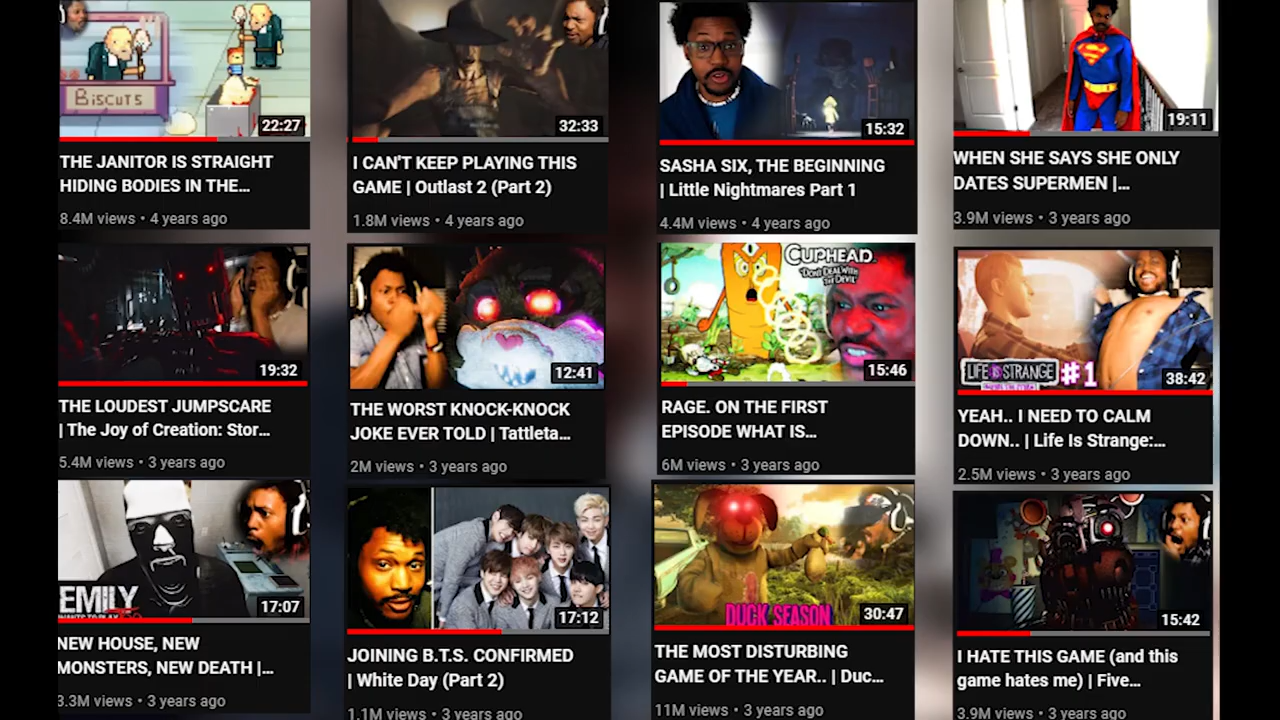 BISCUTS
22:27
32:33
15:32
19:11
THE JANITOR IS STRAIGHT
HIDING BODIES IN THE...
8.4M views • 4 years ago
I CAN'T KEEP PLAYING THIS
GAME | Outlast 2 (Part 2)
1.8M views • 4 years ago
SASHA SIX, THE BEGINNING
| Little Nightmares Part 1
4.4M views • 4 years ago
WHEN SHE SAYS SHE ONLY
DATES SUPERMEN |...
3.9M views • 3 years ago
19:32
12:41
CUPHEAD
"DON'T DEAL WITH
THE DEVIL"
15:46
LIFE IS STRANGE
#1
38:42
THE LOUDEST JUMPSCARE
| The Joy of Creation: Stor...
5.4M views • 3 years ago
THE WORST KNOCK-KNOCK
JOKE EVER TOLD | Tattleta...
2M views • 3 years ago
RAGE. ON THE FIRST
EPISODE WHAT IS...
6M views • 3 years ago
YEAH.. I NEED TO CALM
DOWN.. | Life Is Strange:...
2.5M views • 3 years ago
EMILY
WANTS TO PLAY
17:07
17:12
DUCK SEASON
30:47
15:42
NEW HOUSE, NEW
MONSTERS, NEW DEATH |...
3.3M views • 3 years ago
JOINING B.T.S. CONFIRMED
| White Day (Part 2)
1.1M views • 3 years ago
THE MOST DISTURBING
GAME OF THE YEAR.. | Duc...
11M views • 3 years ago
I HATE THIS GAME (and this
game hates me) | Five...
3.9M views • 3 years ago